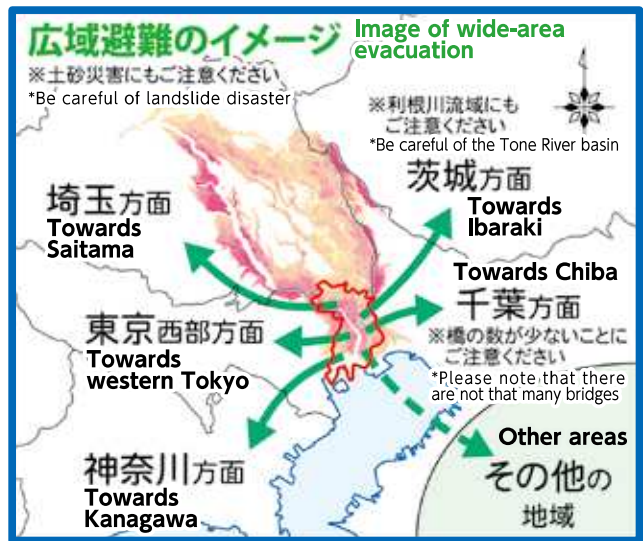 広域避難のイメージ
Image of wide-area
evacuation
※土砂災害にもご注意ください
*Be careful of landslide disaster
※利根川流域にも
ご注意ください
*Be careful of the Tone River basin
茨城方面
Towards
Ibaraki
埼玉方面
Towards
Saitama
Towards Chiba
千葉方面
※橋の数が少ないことに
ご注意ください
*Please note that there
are not that many bridges
東京西部方面
Towards
western Tokyo
Other areas
その他の
地域
神奈川方面
Towards
Kanagawa